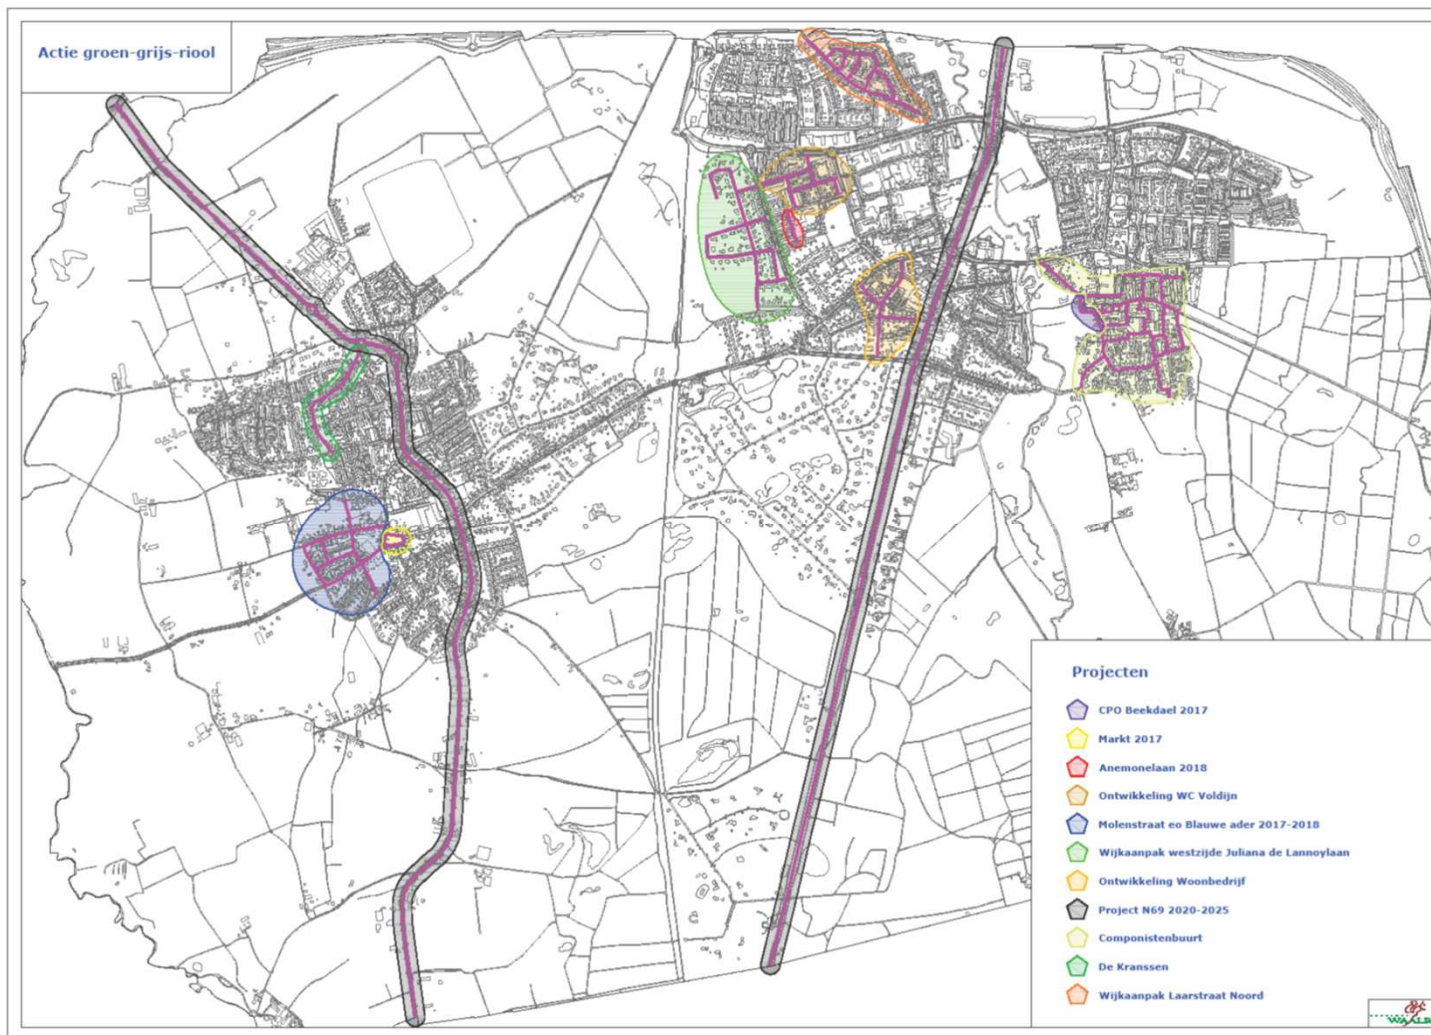 Actie groen-grijs-riool
Projecten
CPO Beekdael 2017
Markt 2017
Anemonelaan 2018
Ontwikkeling WC Voldijn
Molenstraat eo Blauwe ader 2017-2018
Wijkaanpak westzijde Juliana de Lannoylaan
Ontwikkeling Woonbedrijf
Project N69 2020-2025
Componistenbuurt
De Kranssen
Wijkaanpak Laarstraat Noord